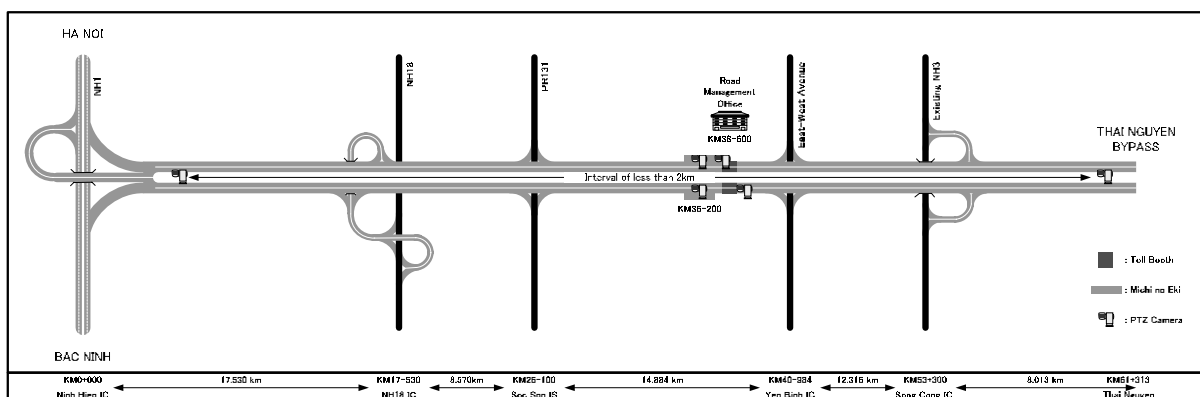 HA NOI
NH1
NH18
PR131
Road
Management
Office
KM36-600
East-West Avenue
Existing NH3
THAI NGUYEN
BYPASS
Interval of less than 2km
KM36-200
: Toll Booth
: Michi no Eki
: PTZ Camera
BAC NINH
KM0+000
17.530 km
KM17-530
8.570km
KM26-100
14.884 km
KM40-984
12.316 km
KM53+300
8.013 km
KM61+313
Ninh Hien IC
NH18 IC
Soc Son IS
Yen Binh IC
Song Cong IC
Thai Nguyen